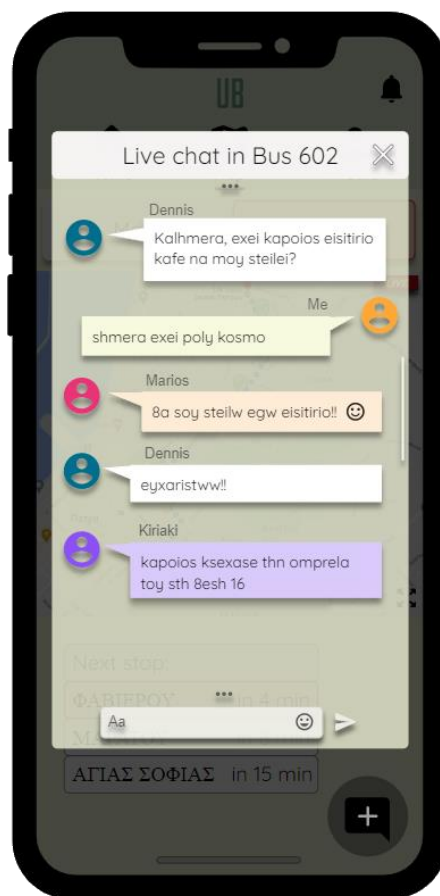 UB
Live chat in Bus 602
Dennis
Kalhmera, exei kapoios eisitirio
kafe na moy steilei?
Me
shmera exei poly kosmo
Marios
8a soy steilw egw eisitirio!!
Dennis
eyxaristww!!
Kiriaki
kapoios ksexase thn omprela
toy sth 8esh 16
Next stop:
ΦΑΒΙΕΡΟΥ in 4 min
Aa
ΑΓΙΑΣ ΣΟΦΙΑΣ in 15 min